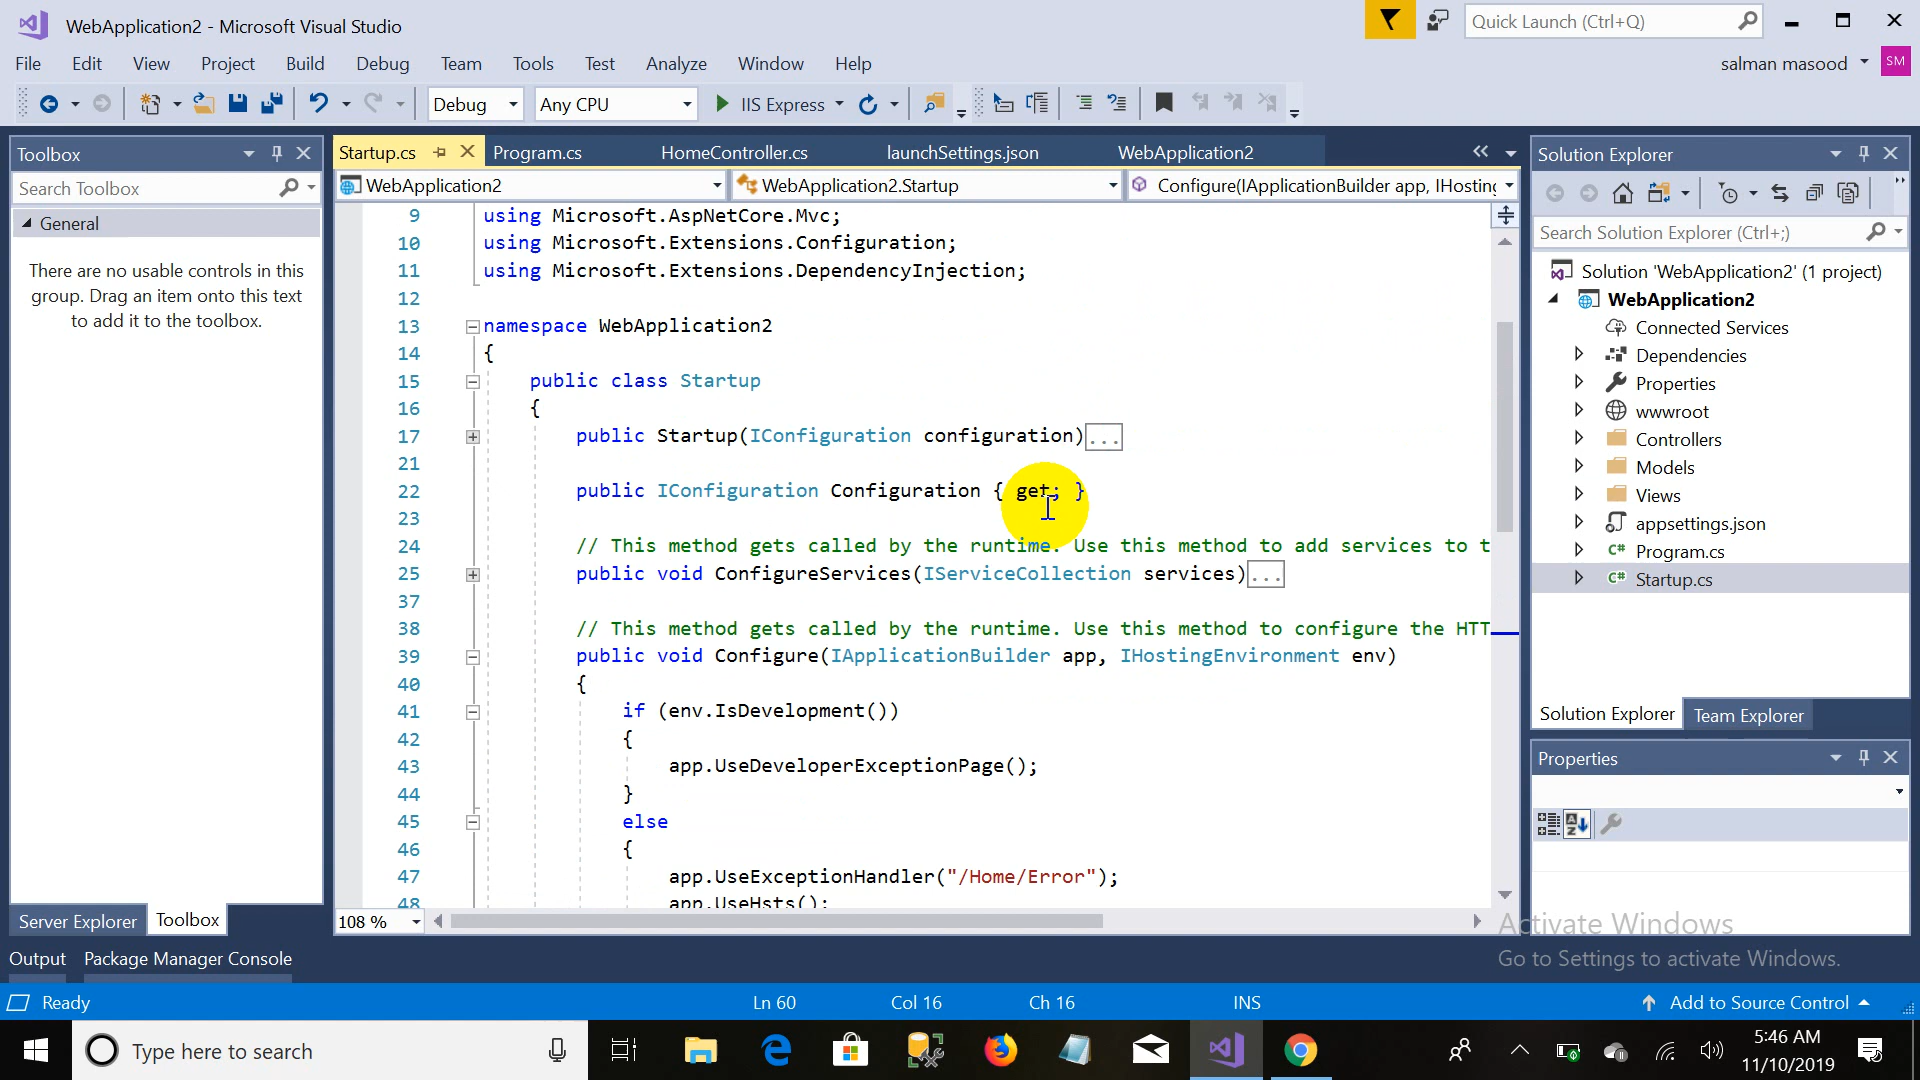 WebApplication2 - Microsoft Visual Studio
Quick Launch (Ctrl+Q)
File Edit View Project Build Debug Team Tools Test Analyze Window Help
salman masood SM
Debug Any CPU IIS Express
Toolbox
Search Toolbox
General
There are no usable controls in this
group. Drag an item onto this text
to add it to the toolbox.
Server Explorer Toolbox
Startup.cs Program.cs HomeController.cs launchSettings.json WebApplication2
WebApplication2 WebApplication2.Startup Configure(IApplicationBuilder app, IHosting
9 using Microsoft.AspNetCore.Mvc;
10 using Microsoft.Extensions.Configuration;
11 using Microsoft.Extensions.DependencyInjection;
12
13 namespace WebApplication2
14 {
15 public class Startup
16 {
17 public Startup(IConfiguration configuration)...
21
22 public IConfiguration Configuration { get; }
23
24 // This method gets called by the runtime. Use this method to add services to t
25 public void ConfigureServices(IServiceCollection services)...
37
38 // This method gets called by the runtime. Use this method to configure the HTT
39 public void Configure(IApplicationBuilder app, IHostingEnvironment env)
40 {
41 if (env.IsDevelopment())
42 {
43 app.UseDeveloperExceptionPage();
44 }
45 else
46 {
47 app.UseExceptionHandler("/Home/Error");
48 app.UseHsts();
108 %
Solution Explorer
Search Solution Explorer (Ctrl+;)
Solution 'WebApplication2' (1 project)
WebApplication2
Connected Services
Dependencies
Properties
wwwroot
Controllers
Models
Views
appsettings.json
C# Program.cs
C# Startup.cs
Solution Explorer Team Explorer
Properties
Activate Windows
Go to Settings to activate Windows.
Output Package Manager Console
Ready Ln 60 Col 16 Ch 16 INS Add to Source Control
Type here to search
5:46 AM
11/10/2019